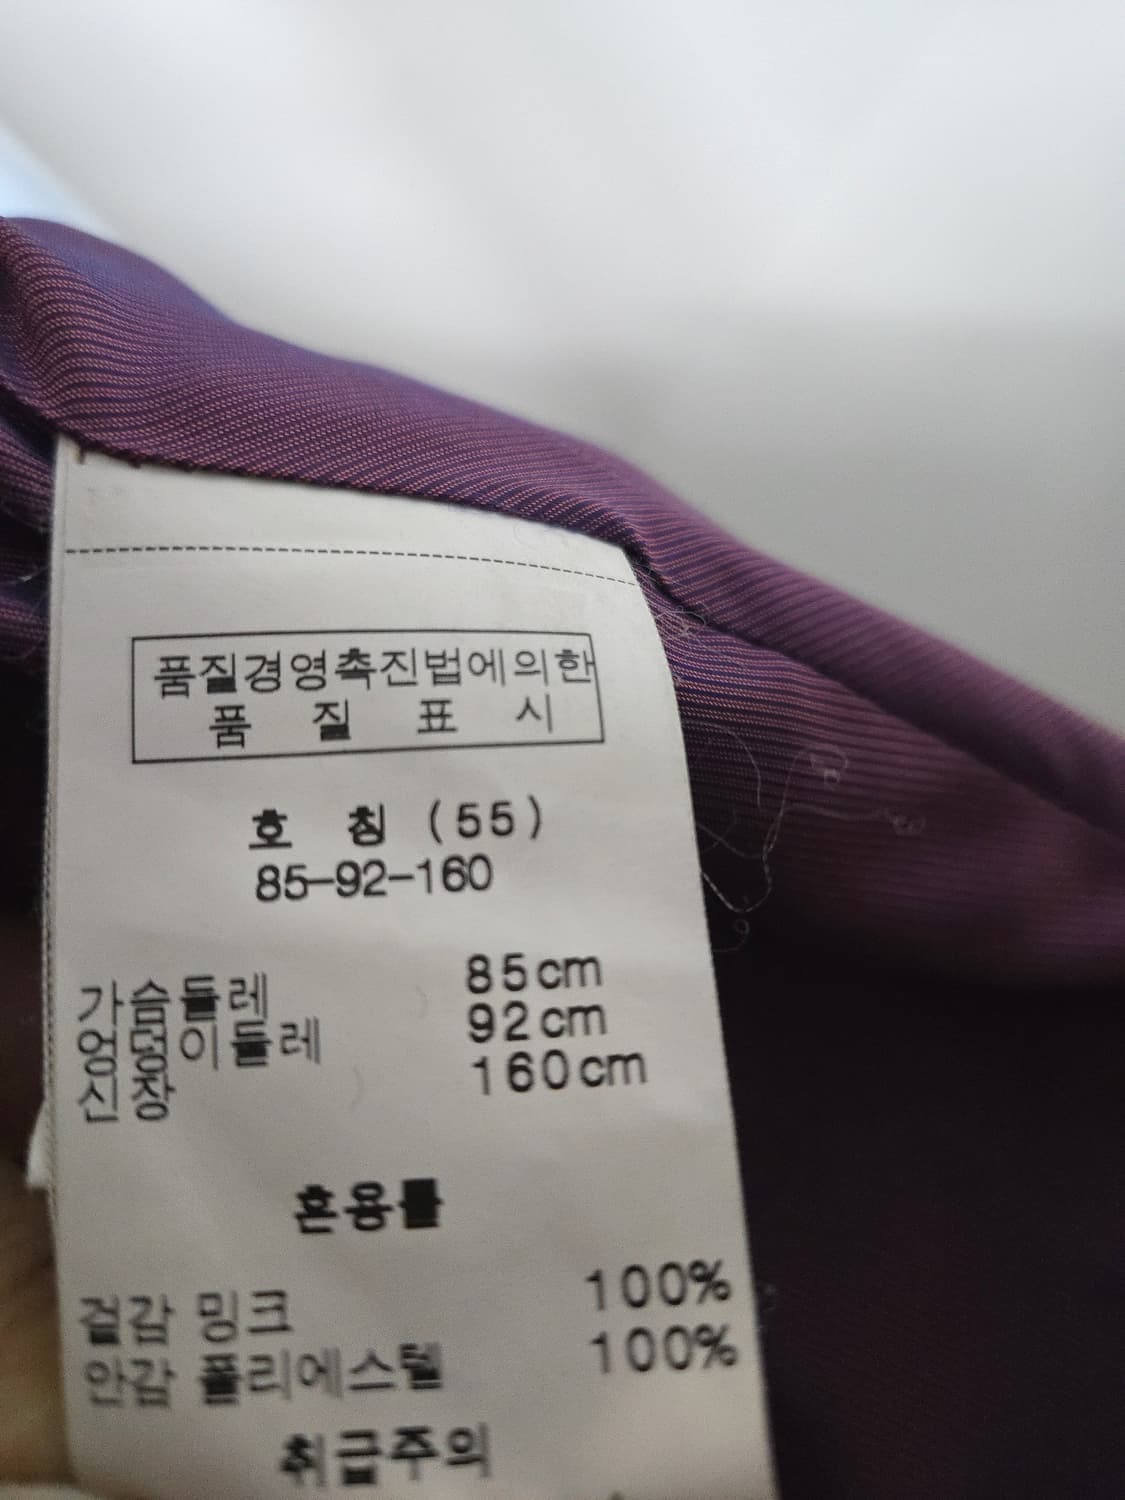 품질경영촉진법에의한
품 질 표 시
호 칭 (55)
85-92-160
가슴둘레 85cm
엉덩이둘레 92cm
신장 160cm
혼용률
겉감 밍크 100%
안감 폴리에스텔 100%
취급주의